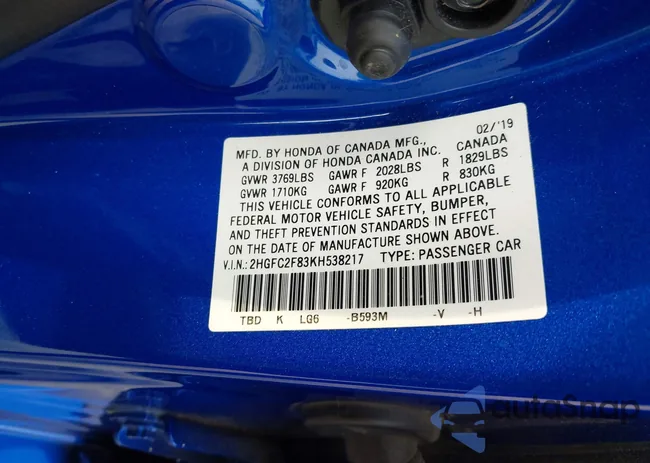 02/'19
MFD. BY HONDA OF CANADA MFG., CANADA
A DIVISION OF HONDA CANADA INC.
GVWR 3769LBS GAWR F 2028LBS R 1829LBS
GVWR 1710KG GAWR F 920KG R 830KG
THIS VEHICLE CONFORMS TO ALL APPLICABLE
FEDERAL MOTOR VEHICLE SAFETY, BUMPER,
AND THEFT PREVENTION STANDARDS IN EFFECT
ON THE DATE OF MANUFACTURE SHOWN ABOVE.
V.I.N.: 2HGFC2F83KH538217 TYPE: PASSENGER CAR
TBD K LG6 -B593M -V -H
autoSnap